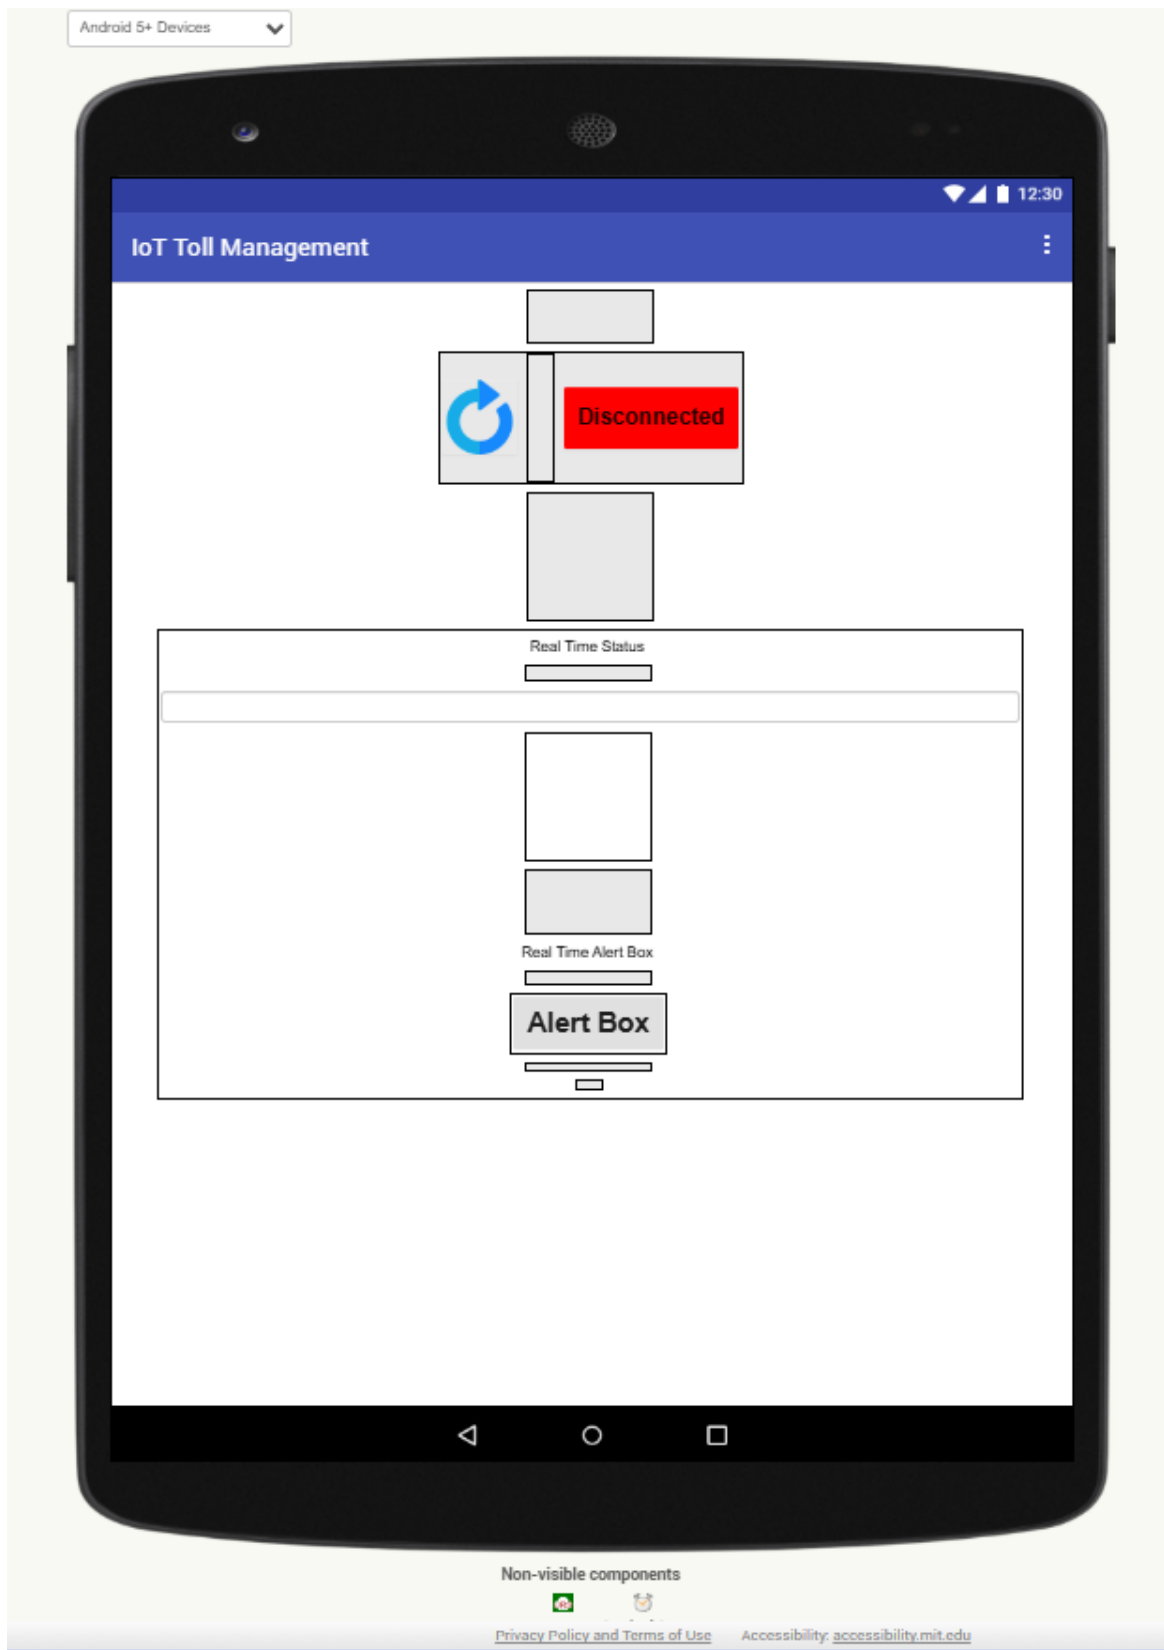 Android 5+ Devices
12:30
IoT Toll Management
Disconnected
Real Time Status
Real Time Alert Box
Alert Box
Non-visible components
Privacy Policy and Terms of Use Accessibility: accessibility.mit.edu